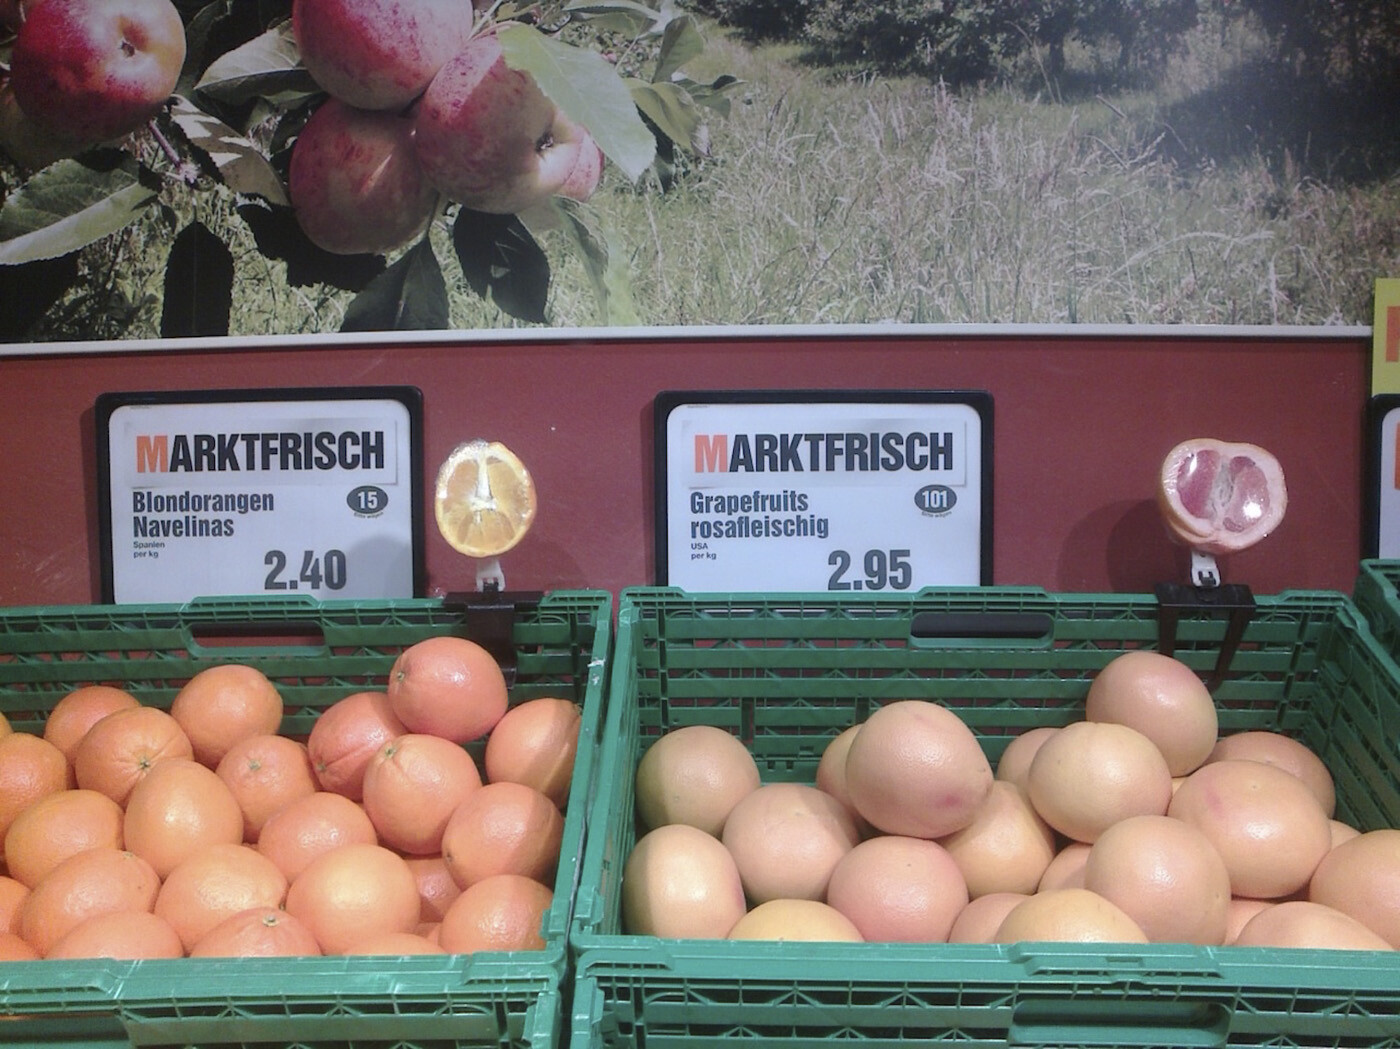 MARKTFRISCH
Blondorangen
Navelinas
15
Spanien
per kg
2.40
MARKTFRISCH
Grapefruits
rosafleischig
101
USA
per kg
2.95